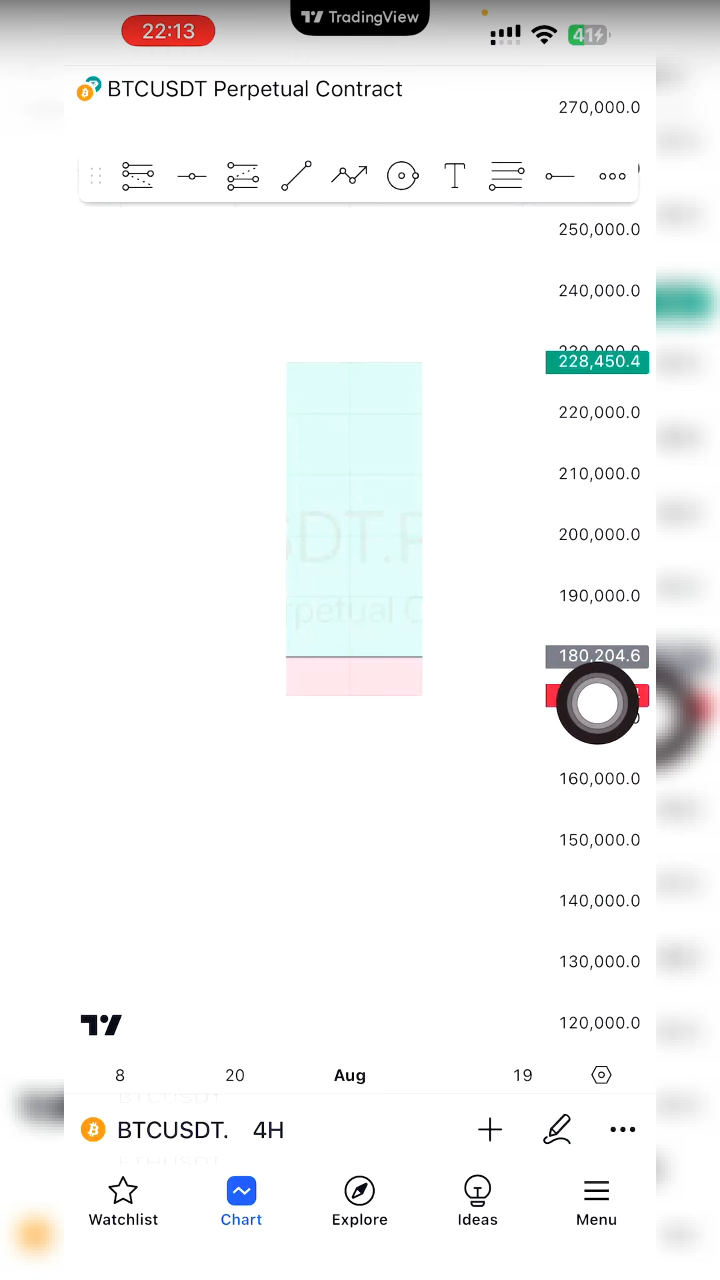 TradingView
22:13
41
BTCUSDT Perpetual Contract
270,000.0
T
250,000.0
240,000.0
228,450.4
220,000.0
210,000.0
SDT.P
200,000.0
190,000.0
rpetual C
180,204.6
160,000.0
150,000.0
140,000.0
130,000.0
120,000.0
8 20 Aug 19
BTCUSDT. 4H
Watchlist Chart Explore Ideas Menu